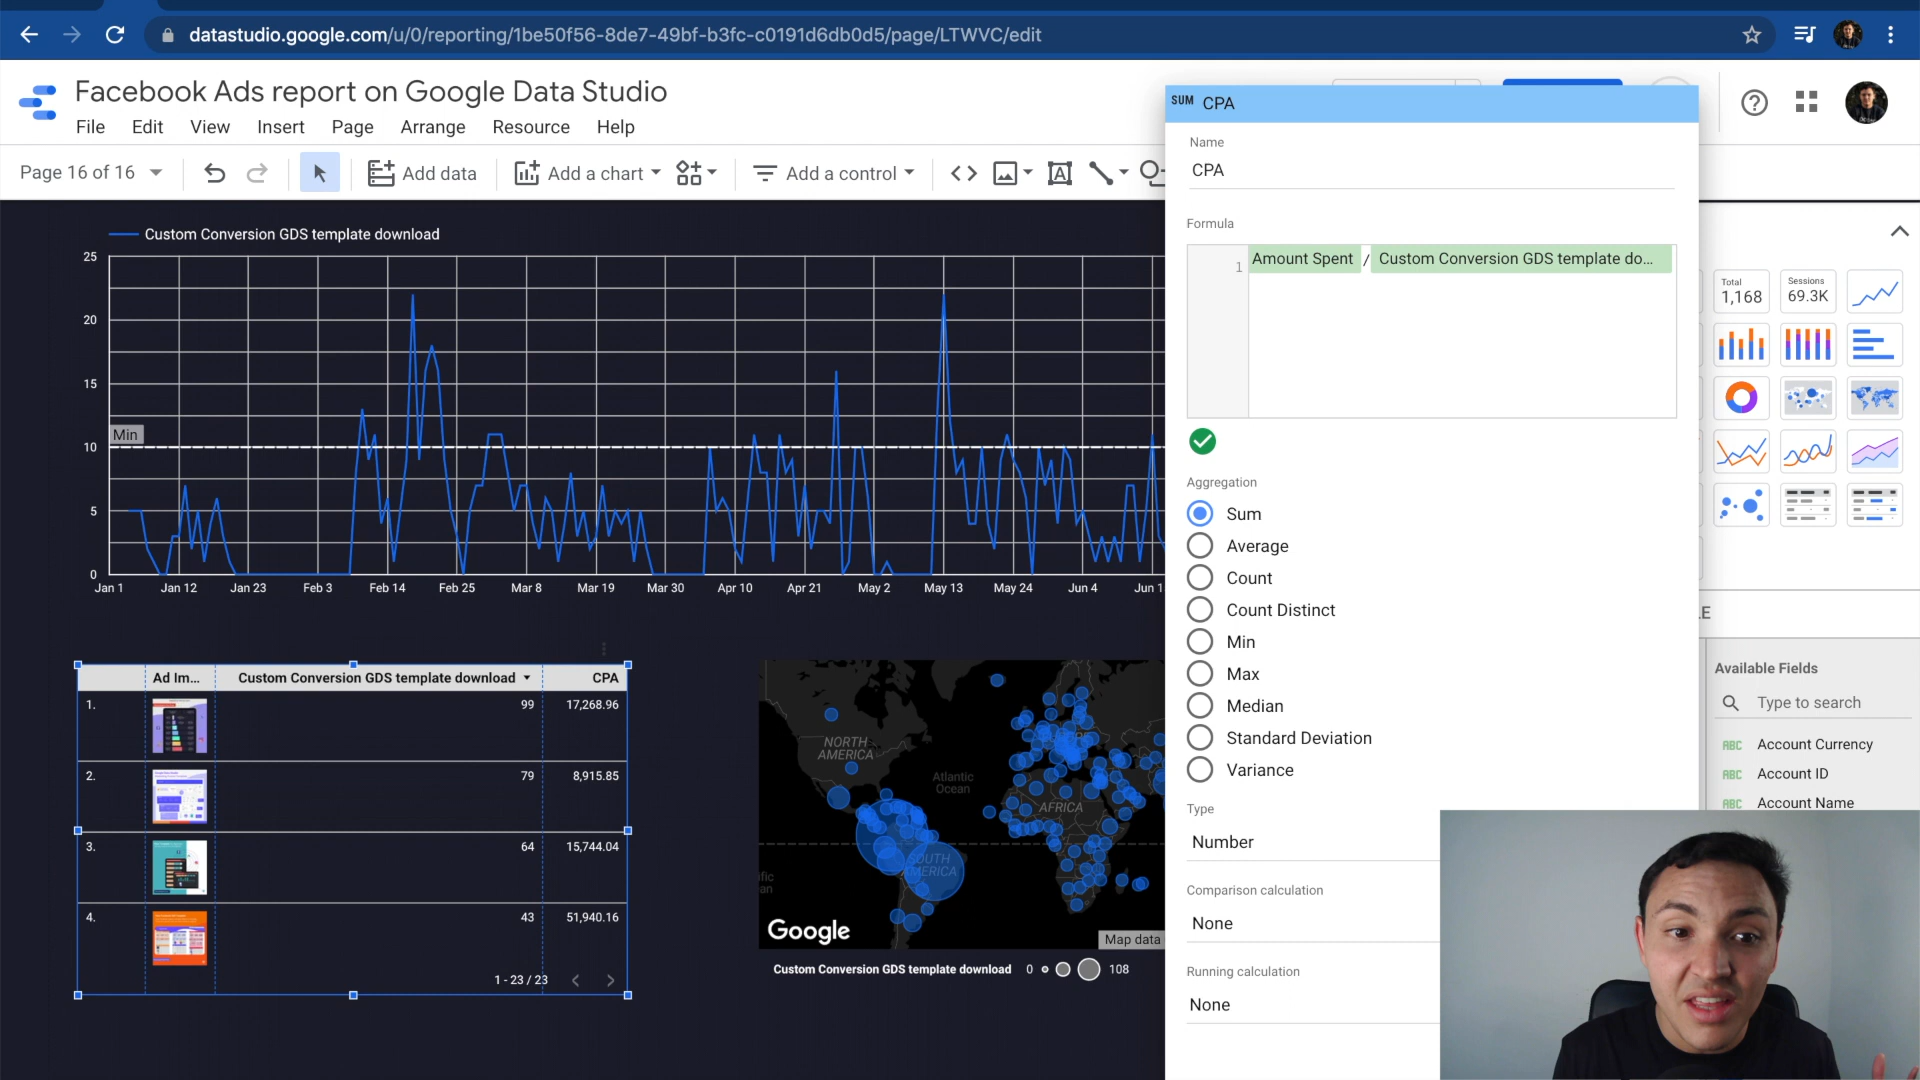 datastudio.google.com/u/0/reporting/1be50f56-8de7-49bf-b3fc-c0191d6db0d5/page/LTWVC/edit
Facebook Ads report on Google Data Studio
File Edit View Insert Page Arrange Resource Help
Page 16 of 16
Add data
Add a chart
Add a control
Custom Conversion GDS template download
25
20
15
Min
10
5
0
Jan 1 Jan 12 Jan 23 Feb 3 Feb 14 Feb 25 Mar 8 Mar 19 Mar 30 Apr 10 Apr 21 May 2 May 13 May 24 Jun 4 Jun 1
Ad Im... Custom Conversion GDS template download CPA
1. 99 17,268.96
2. 79 8,915.85
3. 64 15,744.04
4. 43 51,940.16
1 - 23 / 23
NORTH
AMERICA
Atlantic
Ocean
AFRICA
SOUTH
AMERICA
ific
an
Google
Map data
Custom Conversion GDS template download 0 108
SUM CPA
Name
CPA
Formula
1 Amount Spent / Custom Conversion GDS template do...
Aggregation
Sum
Average
Count
Count Distinct
Min
Max
Median
Standard Deviation
Variance
Type
Number
Comparison calculation
None
Running calculation
None
Total
1,168
Sessions
69.3K
LE
Available Fields
Type to search
ABC Account Currency
ABC Account ID
ABC Account Name